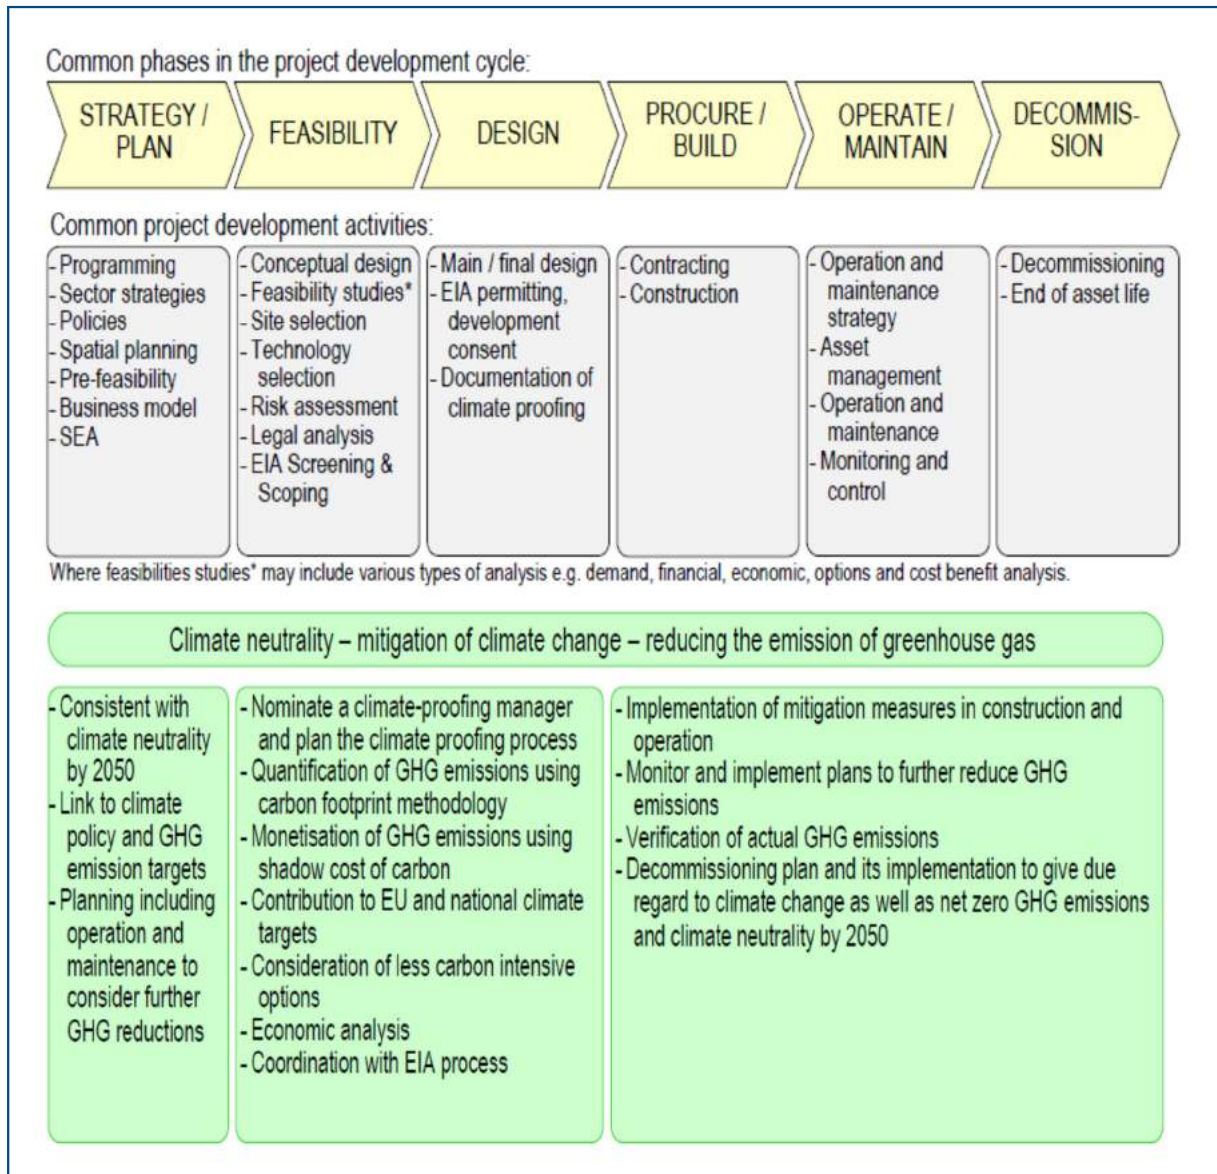 Common phases in the project development cycle:
STRATEGY /
PLAN
FEASIBILITY
DESIGN
PROCURE /
BUILD
OPERATE /
MAINTAIN
DECOMMIS-
SION
Common project development activities:
- Programming
- Sector strategies
- Policies
- Spatial planning
- Pre-feasibility
- Business model
- SEA
- Conceptual design
- Feasibility studies*
- Site selection
- Technology
selection
- Risk assessment
- Legal analysis
- EIA Screening &
Scoping
- Main / final design
- EIA permitting,
development
consent
- Documentation of
climate proofing
- Contracting
- Construction
- Operation and
maintenance
strategy
- Asset
management
- Operation and
maintenance
- Monitoring and
control
- Decommissioning
- End of asset life
Where feasibilities studies* may include various types of analysis e.g. demand, financial, economic, options and cost benefit analysis.
Climate neutrality – mitigation of climate change – reducing the emission of greenhouse gas
- Consistent with
climate neutrality
by 2050
- Link to climate
policy and GHG
emission targets
- Planning including
operation and
maintenance to
consider further
GHG reductions
- Nominate a climate-proofing manager
and plan the climate proofing process
- Quantification of GHG emissions using
carbon footprint methodology
- Monetisation of GHG emissions using
shadow cost of carbon
- Contribution to EU and national climate
targets
- Consideration of less carbon intensive
options
- Economic analysis
- Coordination with EIA process
- Implementation of mitigation measures in construction and
operation
- Monitor and implement plans to further reduce GHG
emissions
- Verification of actual GHG emissions
- Decommissioning plan and its implementation to give due
regard to climate change as well as net zero GHG emissions
and climate neutrality by 2050